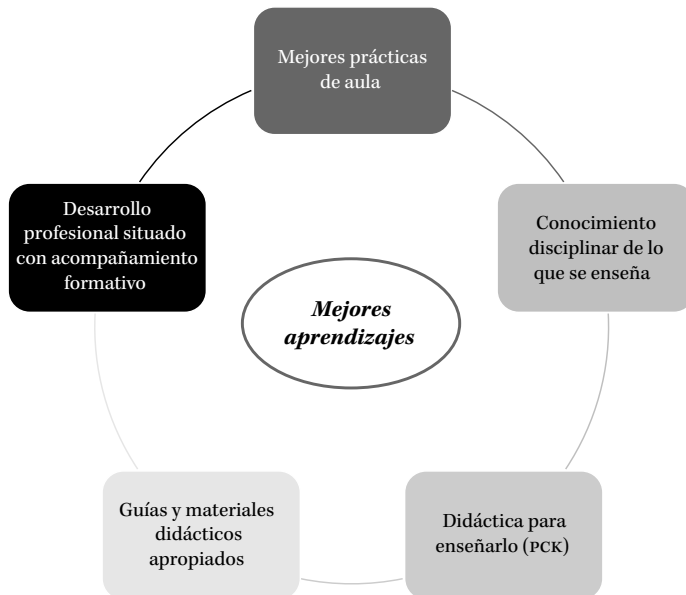 Mejores prácticas
de aula
Conocimiento
disciplinar de lo
que se enseña
Didáctica para
enseñarlo (PCK)
Guías y materiales
didácticos
apropiados
Desarrollo
profesional situado
con acompañamiento
formativo
Mejores
aprendizajes